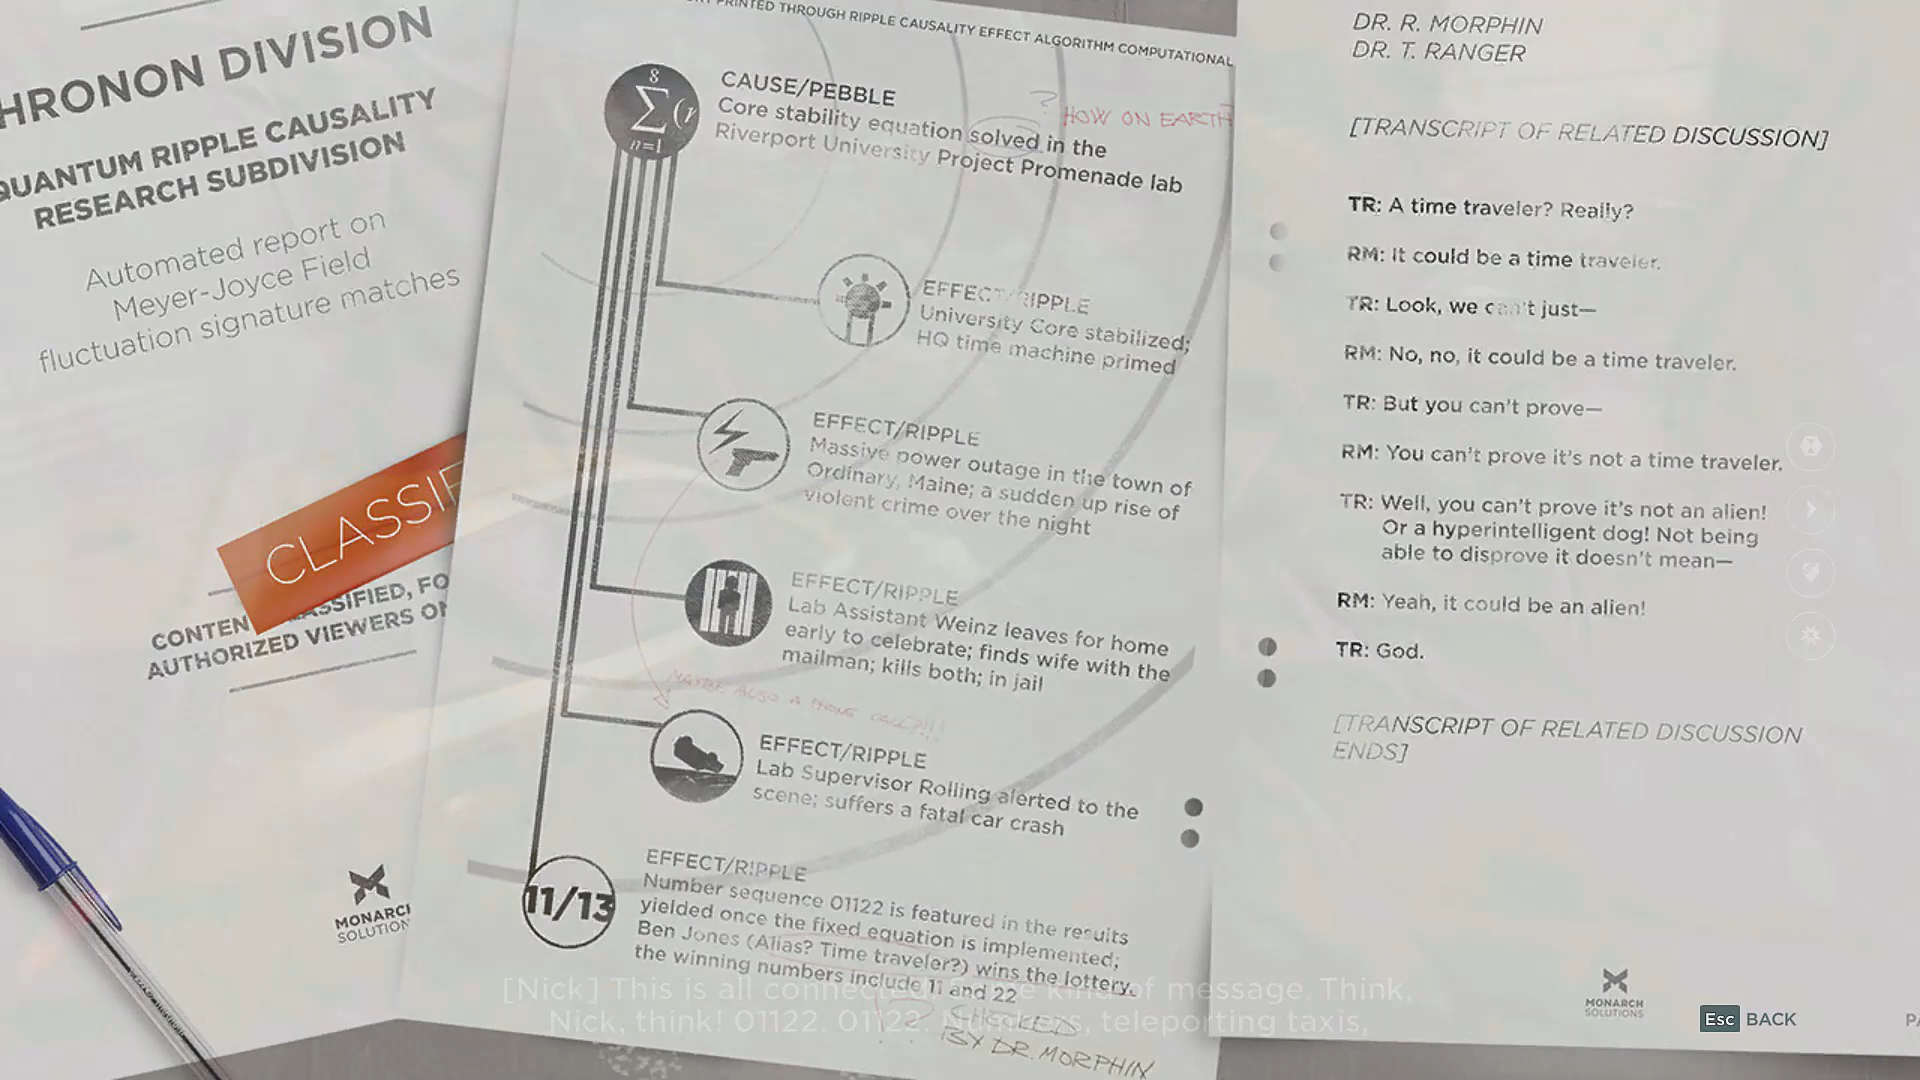 HRONON DIVISION
QUANTUM RIPPLE CAUSALITY
RESEARCH SUBDIVISION
Automated report on
Meyer-Joyce Field
fluctuation signature matches
CLASSIF
CONTEN ASSIFIED, FO
AUTHORIZED VIEWERS ON
MONARCH
SOLUTION
PRINTED THROUGH RIPPLE CAUSALITY EFFECT ALGORITHM COMPUTATIONAL
8
Σ(r
n=1
CAUSE/PEBBLE
Core stability equation solved in the
Riverport University Project Promenade lab
? HOW ON EARTH
EFFECT/RIPPLE
University Core stabilized;
HQ time machine primed
EFFECT/RIPPLE
Massive power outage in the town of
Ordinary, Maine; a sudden up rise of
violent crime over the night
EFFECT/RIPPLE
Lab Assistant Weinz leaves for home
early to celebrate; finds wife with the
mailman; kills both; in jail
MAYBE ALSO A PHONE CALL?!!!
EFFECT/RIPPLE
Lab Supervisor Rolling alerted to the
scene; suffers a fatal car crash
11/13
EFFECT/RIPPLE
Number sequence 01122 is featured in the results
yielded once the fixed equation is implemented;
Ben Jones (Alias? Time traveler?) wins the lottery,
the winning numbers include 11 and 22
CHECKED
BY DR. MORPHIN
DR. R. MORPHIN
DR. T. RANGER
[TRANSCRIPT OF RELATED DISCUSSION]
TR: A time traveler? Really?
RM: It could be a time traveler.
TR: Look, we can't just—
RM: No, no, it could be a time traveler.
TR: But you can't prove—
RM: You can't prove it's not a time traveler.
TR: Well, you can't prove it's not an alien!
Or a hyperintelligent dog! Not being
able to disprove it doesn't mean—
RM: Yeah, it could be an alien!
TR: God.
[TRANSCRIPT OF RELATED DISCUSSION
ENDS]
MONARCH
SOLUTIONS
[Nick] This is all connected. kind of message. Think,
Nick, think! 01122. 01122. Numbers, teleporting taxis,
Esc BACK
PA